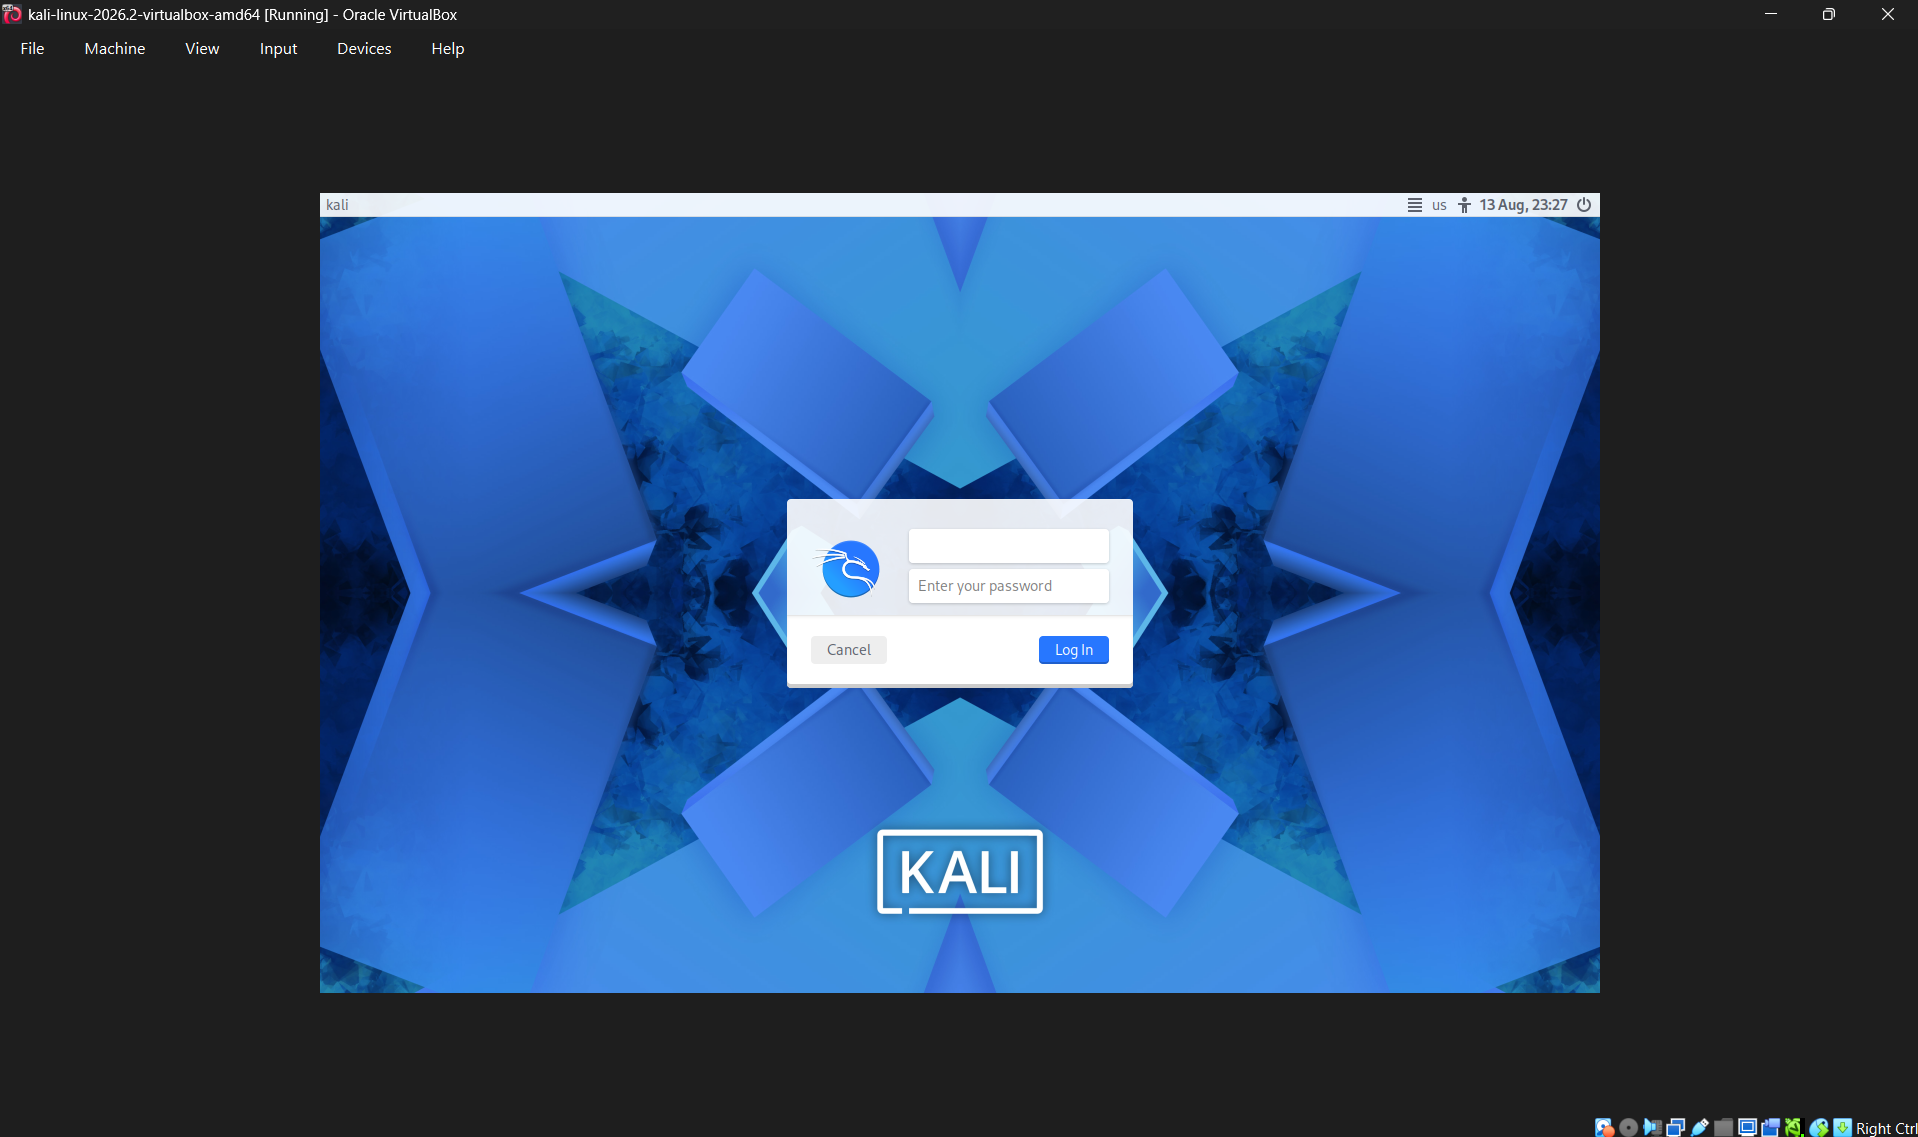 kali-linux-2026.2-virtualbox-amd64 [Running] - Oracle VirtualBox
File Machine View Input Devices Help
kali us 13 Aug, 23:27
Enter your password
Cancel Log In
KALI
Right Ctrl